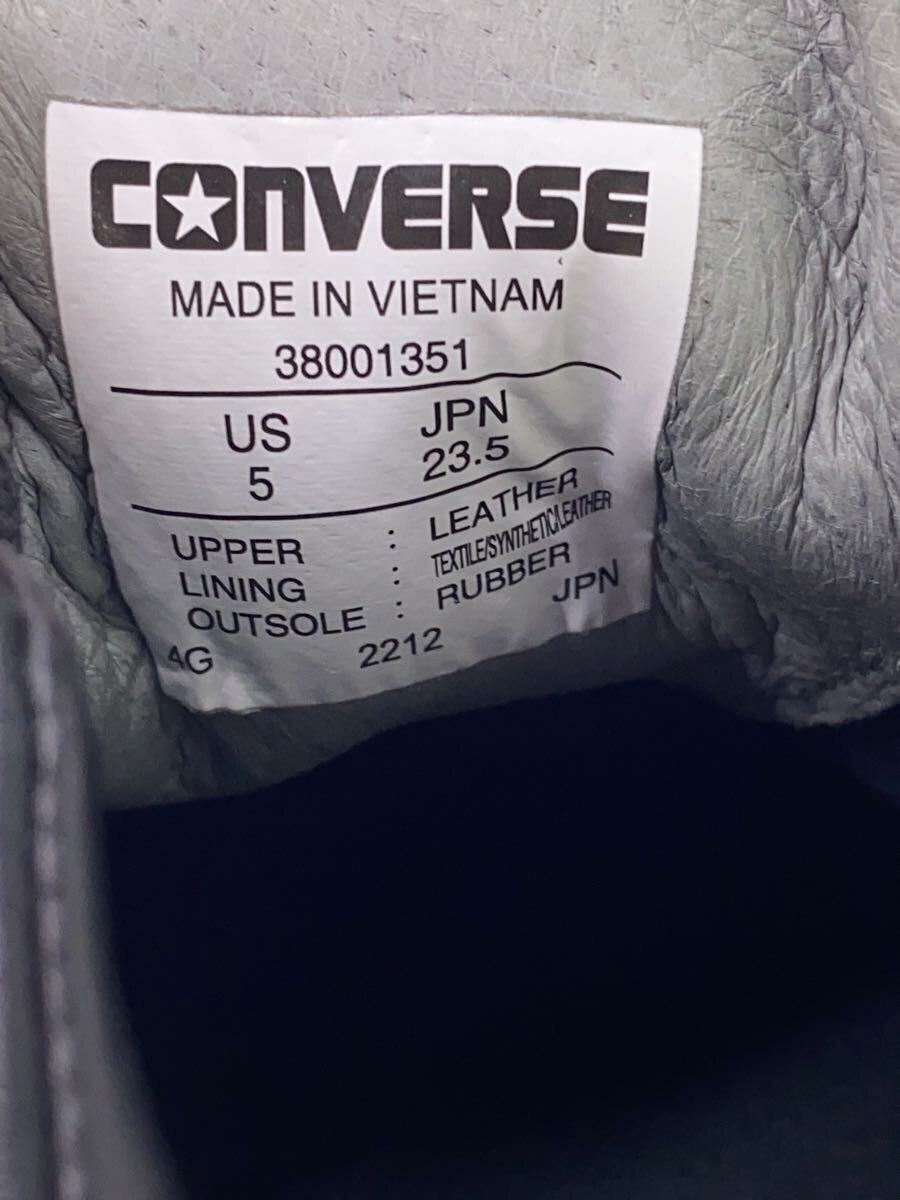 CONVERSE
MADE IN VIETNAM
38001351
US JPN
5 23.5
UPPER : LEATHER
LINING : TEXTILE/SYNTHETIC/LEATHER
OUTSOLE : RUBBER
4G 2212 JPN